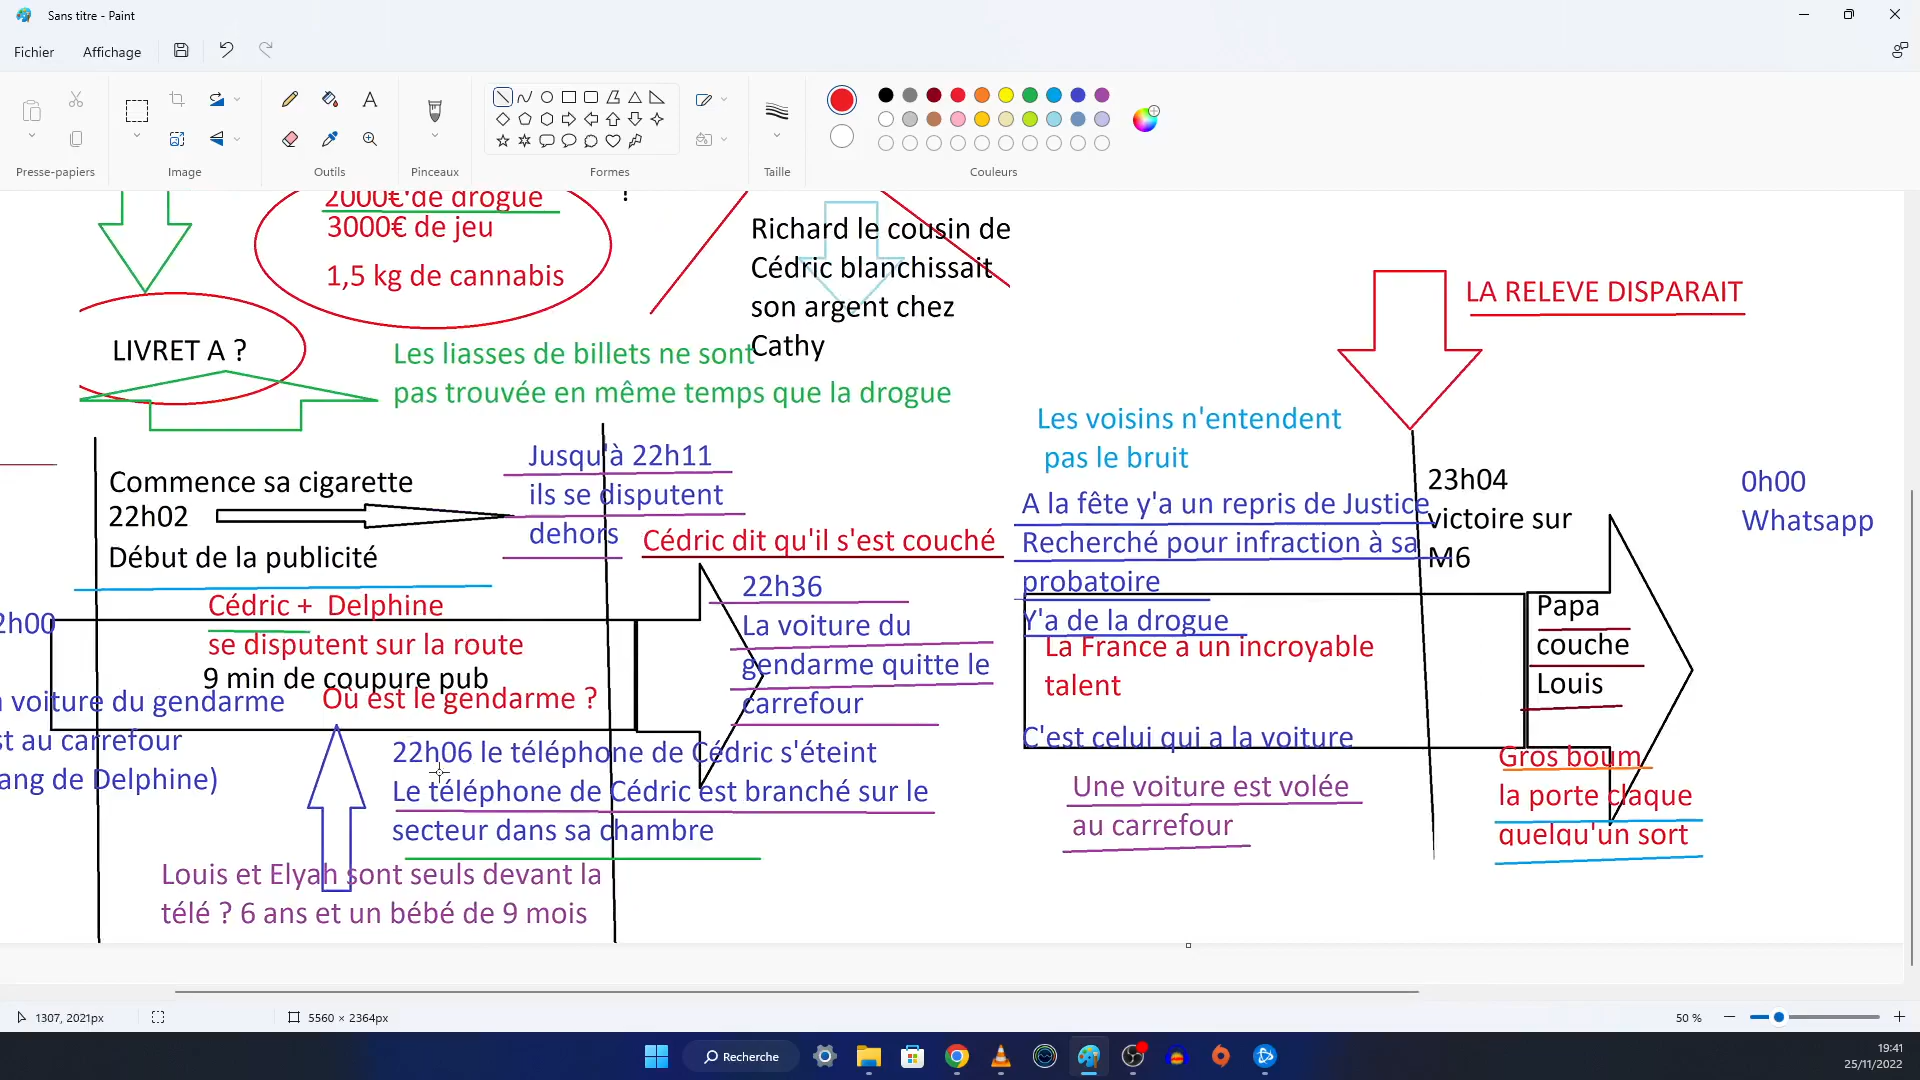 Sans titre - Paint
Fichier
Affichage
Presse-papiers
Image
Outils
Pinceaux
Formes
Taille
Couleurs
2000€ de drogue
3000€ de jeu
1,5 kg de cannabis
!
Richard le cousin de
Cédric blanchissait
son argent chez
Cathy
LA RELEVE DISPARAIT
LIVRET A ?
Les liasses de billets ne sont
pas trouvée en même temps que la drogue
Les voisins n'entendent
pas le bruit
Commence sa cigarette
22h02
Début de la publicité
Jusqu'à 22h11
ils se disputent
dehors
Cédric dit qu'il s'est couché
A la fête y'a un repris de Justice
Recherché pour infraction à sa
probatoire
Y'a de la drogue
23h04
victoire sur
M6
0h00
Whatsapp
2h00
Cédric + Delphine
se disputent sur la route
9 min de coupure pub
Où est le gendarme ?
22h36
La voiture du
gendarme quitte le
carrefour
La France a un incroyable
talent
C'est celui qui a la voiture
Papa
couche
Louis
a voiture du gendarme
st au carrefour
ang de Delphine)
22h06 le téléphone de Cédric s'éteint
Le téléphone de Cédric est branché sur le
secteur dans sa chambre
Une voiture est volée
au carrefour
Gros boum
la porte claque
quelqu'un sort
Louis et Elyah sont seuls devant la
télé ? 6 ans et un bébé de 9 mois
1307, 2021px
5560 × 2364px
50 %
Recherche
19:41
25/11/2022